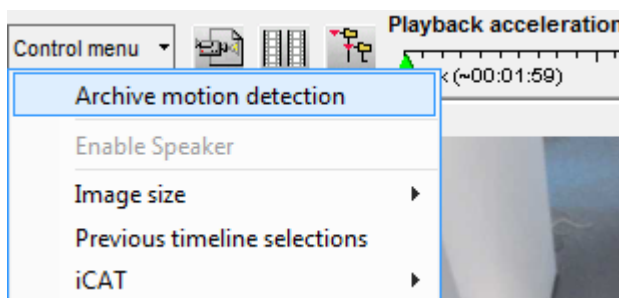 Playback acceleration
Control menu
(~00:01:59)
Archive motion detection
Enable Speaker
Image size
Previous timeline selections
iCAT